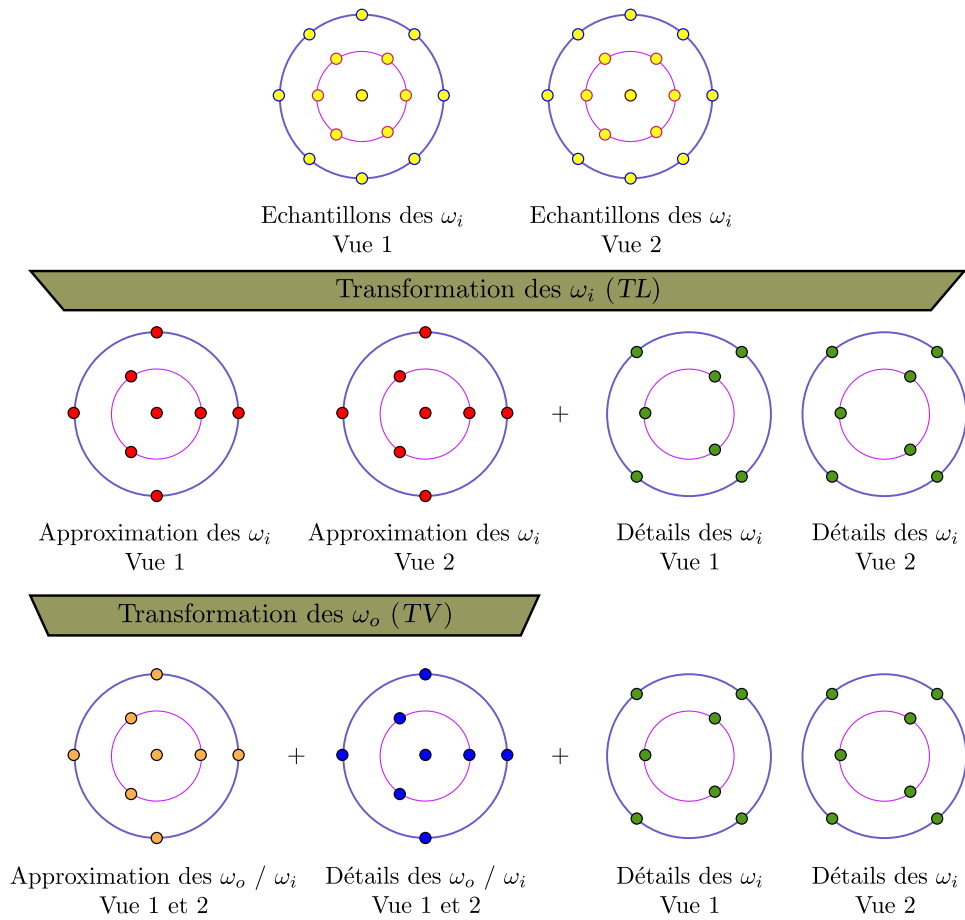 Echantillons des ωi Echantillons des ωi
Vue 1 Vue 2
Transformation des ωi (TL)
+
Approximation des ωi Approximation des ωi Détails des ωi Détails des ωi
Vue 1 Vue 2 Vue 1 Vue 2
Transformation des ωo (TV)
+ +
Approximation des ωo / ωi Détails des ωo / ωi Détails des ωi Détails des ωi
Vue 1 et 2 Vue 1 et 2 Vue 1 Vue 2